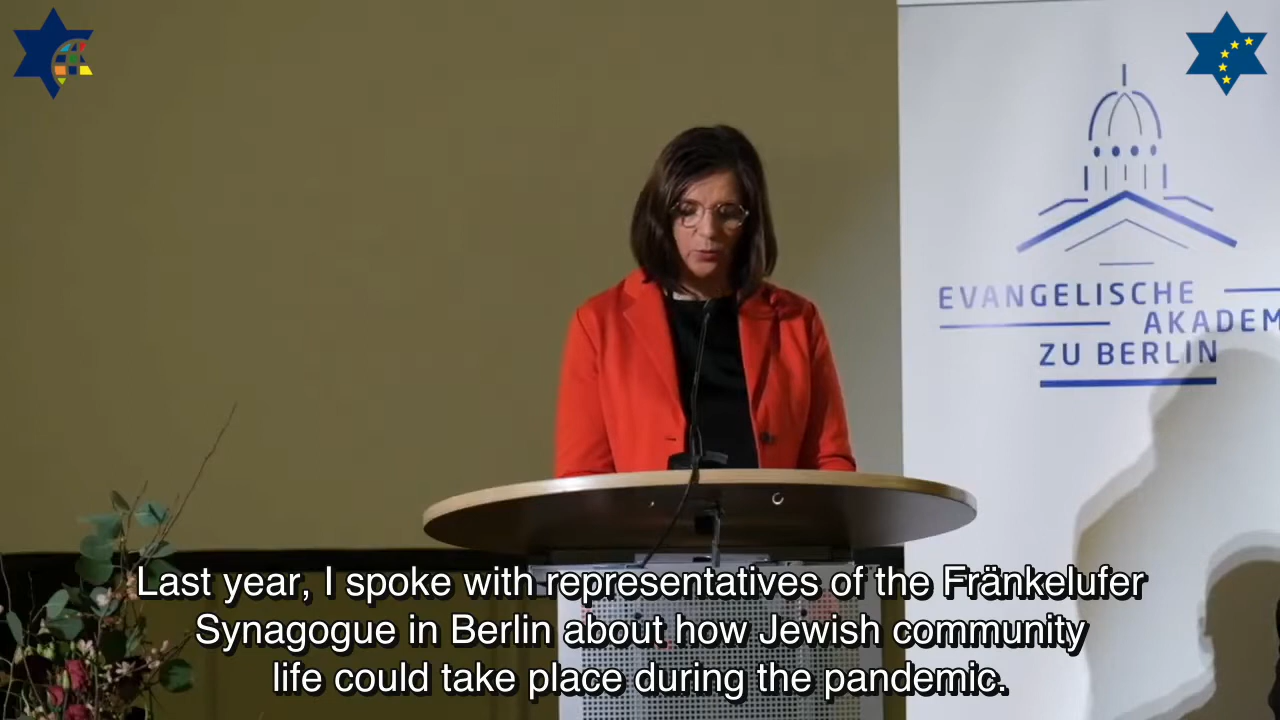 EVANGELISCHE
AKADEM
ZU BERLIN
Last year, I spoke with representatives of the Fränkelufer
Synagogue in Berlin about how Jewish community
life could take place during the pandemic.